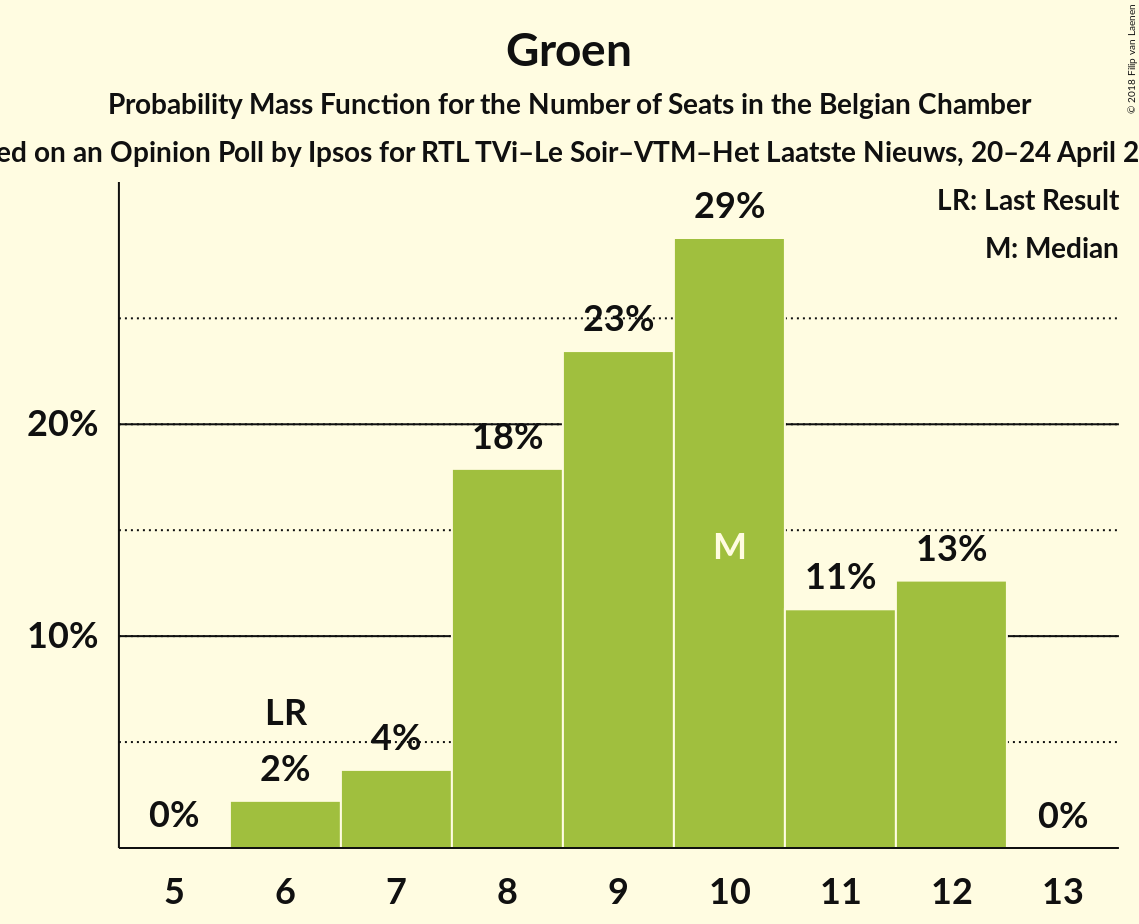 Groen
Probability Mass Function for the Number of Seats in the Belgian Chamber
ed on an Opinion Poll by Ipsos for RTL TVi–Le Soir–VTM–Het Laatste Nieuws, 20–24 April 2
© 2018 Filip van Laenen
LR: Last Result
M: Median
29%
23%
20%
18%
M
13%
11%
10%
LR
4%
2%
0%
0%
5 6 7 8 9 10 11 12 13